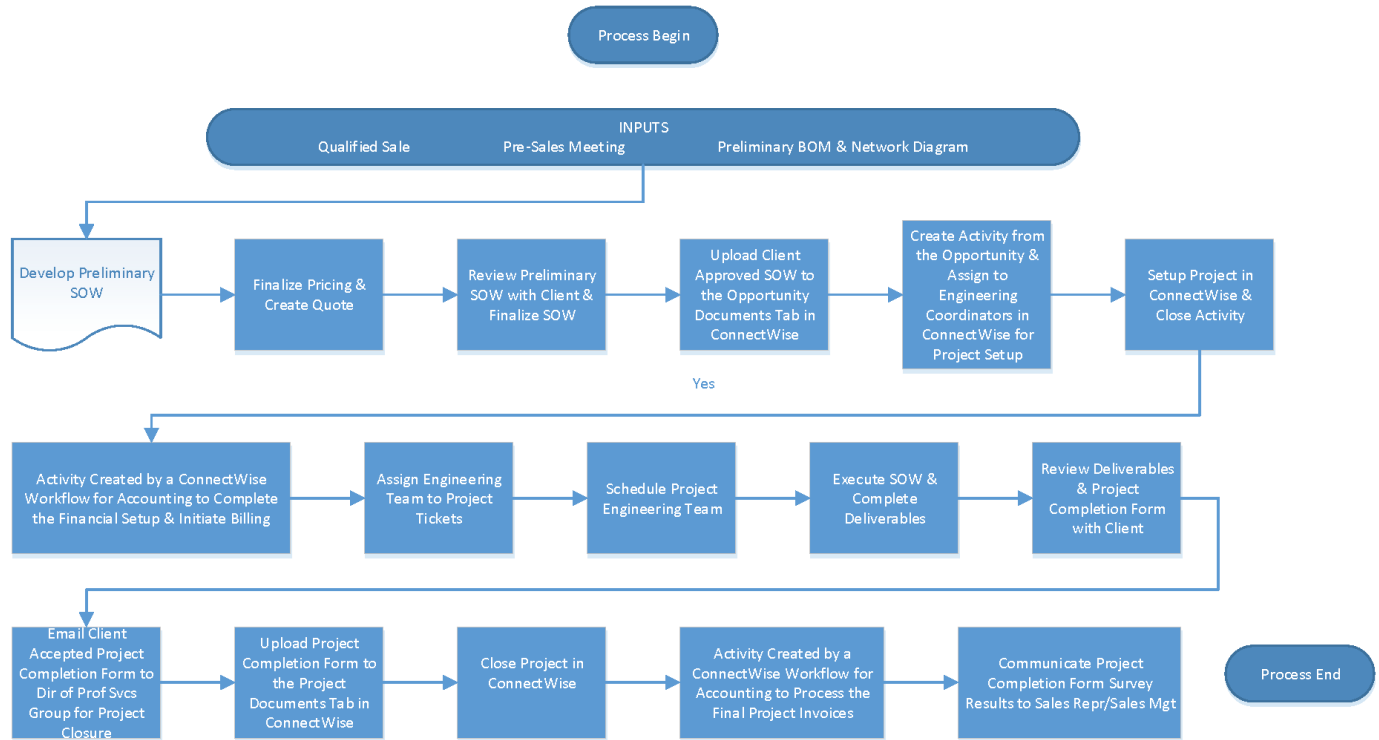 Process Begin
INPUTS
Qualified Sale Pre-Sales Meeting Preliminary BOM & Network Diagram
Develop Preliminary
SOW
Finalize Pricing &
Create Quote
Review Preliminary
SOW with Client &
Finalize SOW
Upload Client
Approved SOW to
the Opportunity
Documents Tab in
ConnectWise
Create Activity from
the Opportunity &
Assign to
Engineering
Coordinators in
ConnectWise for
Project Setup
Setup Project in
ConnectWise &
Close Activity
Yes
Activity Created by a ConnectWise
Workflow for Accounting to Complete
the Financial Setup & Initiate Billing
Assign Engineering
Team to Project
Tickets
Schedule Project
Engineering Team
Execute SOW &
Complete
Deliverables
Review Deliverables
& Project
Completion Form
with Client
Email Client
Accepted Project
Completion Form to
Dir of Prof Svcs
Group for Project
Closure
Upload Project
Completion Form to
the Project
Documents Tab in
ConnectWise
Close Project in
ConnectWise
Activity Created by a
ConnectWise Workflow for
Accounting to Process the
Final Project Invoices
Communicate Project
Completion Form Survey
Results to Sales Repr/Sales Mgt
Process End